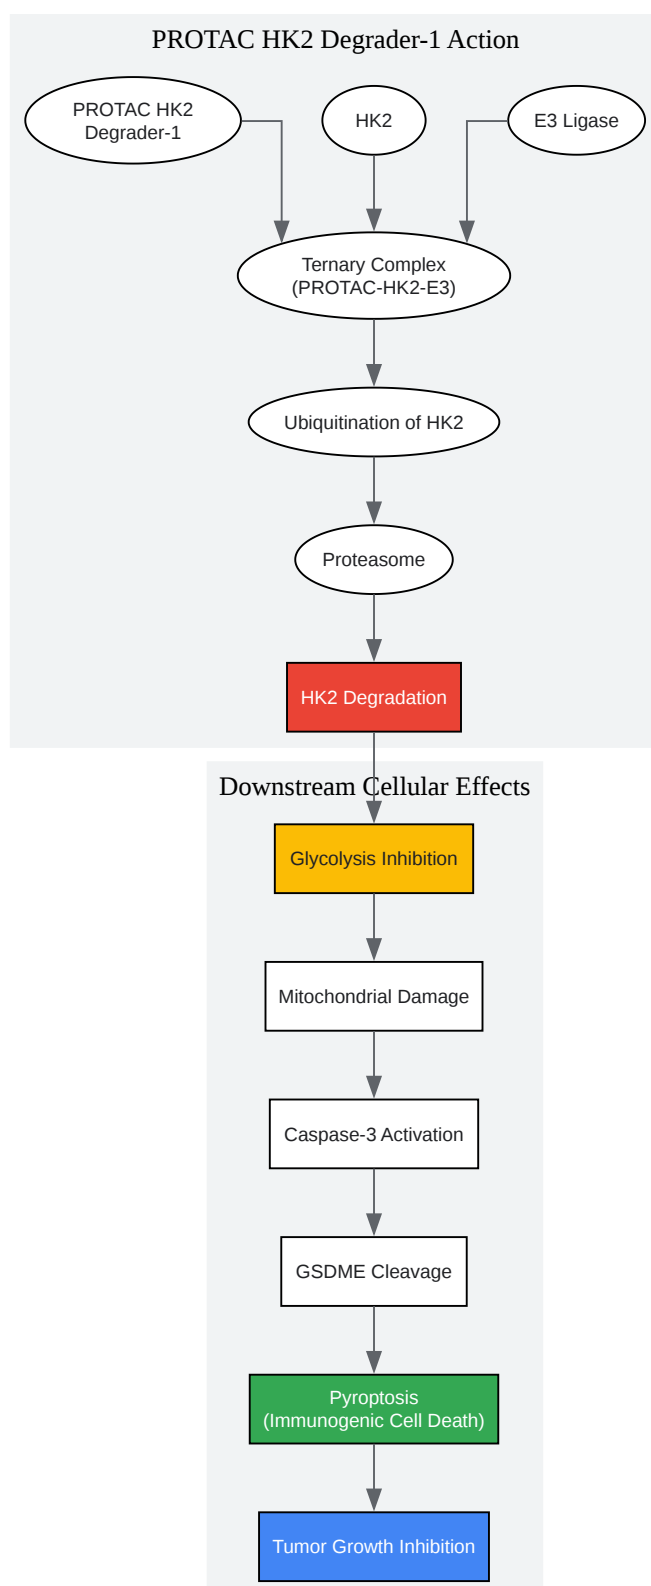 PROTAC HK2 Degrader-1 Action
PROTAC HK2
Degrader-1
HK2
E3 Ligase
Ternary Complex
(PROTAC-HK2-E3)
Ubiquitination of HK2
Proteasome
HK2 Degradation
Downstream Cellular Effects
Glycolysis Inhibition
Mitochondrial Damage
Caspase-3 Activation
GSDME Cleavage
Pyroptosis
(Immunogenic Cell Death)
Tumor Growth Inhibition